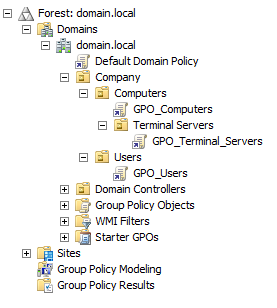 Forest: domain.local
Domains
domain.local
Default Domain Policy
Company
Computers
GPO_Computers
Terminal Servers
GPO_Terminal_Servers
Users
GPO_Users
Domain Controllers
Group Policy Objects
WMI Filters
Starter GPOs
Sites
Group Policy Modeling
Group Policy Results